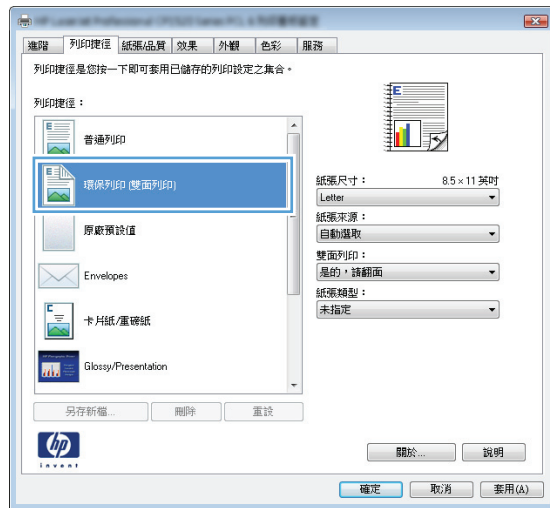 進階 列印捷徑 紙張/品質 效果 外觀 色彩 服務
列印捷徑是您按一下即可套用已儲存的列印設定之集合。
列印捷徑：
普通列印
環保列印 (雙面列印)
原廠預設值
Envelopes
卡片紙/重磅紙
Glossy/Presentation
E
紙張尺寸： 8.5 × 11 英吋
Letter
紙張來源：
自動選取
雙面列印：
是的，請翻面
紙張類型：
未指定
另存新檔... 刪除 重設
hp
invent
關於... 說明
確定 取消 套用(A)